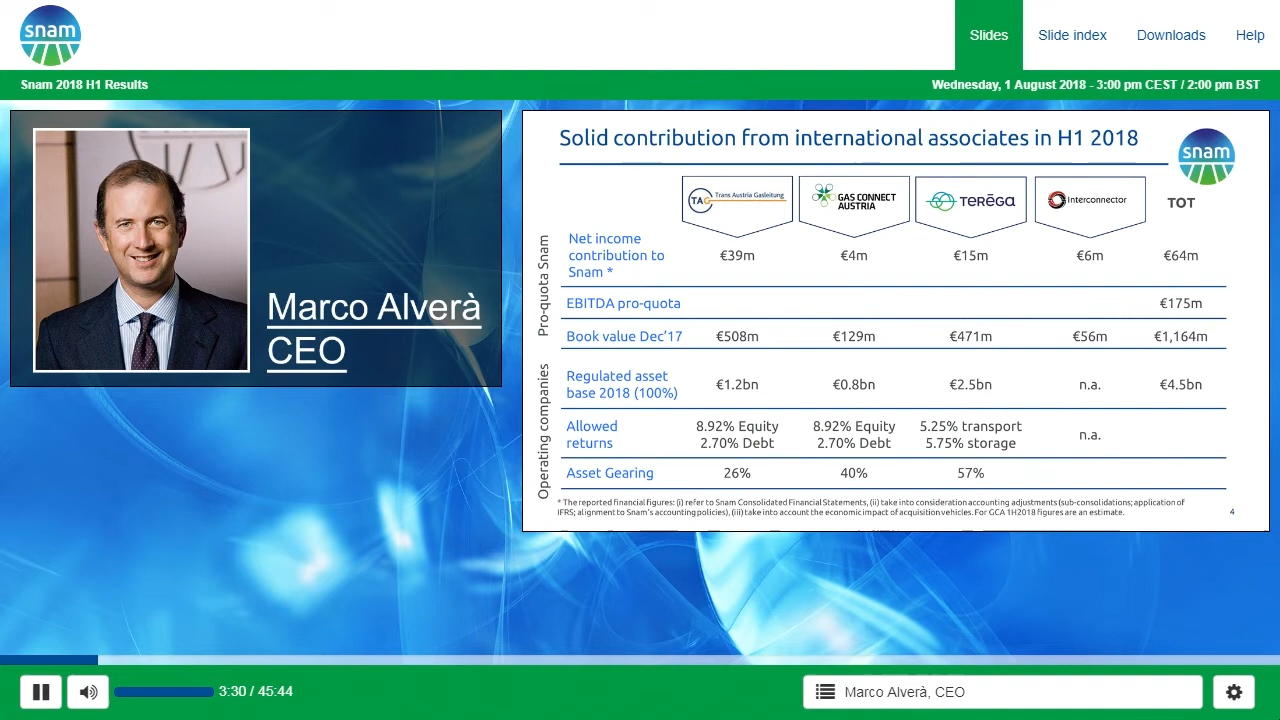 snam
Slides
Slide index
Downloads
Help
Snam 2018 H1 Results
Wednesday, 1 August 2018 - 3:00 pm CEST / 2:00 pm BST
Marco Alverà
CEO
Solid contribution from international associates in H1 2018
snam
TAG Trans Austria Gasleitung
GAS CONNECT
AUSTRIA
TERĒGA
Interconnector
TOT
Pro-quota Snam
Net income
contribution to
Snam *
€39m €4m €15m €6m €64m
EBITDA pro-quota €175m
Book value Dec'17 €508m €129m €471m €56m €1,164m
Operating companies
Regulated asset
base 2018 (100%)
€1.2bn €0.8bn €2.5bn n.a. €4.5bn
Allowed
returns
8.92% Equity 8.92% Equity 5.25% transport
2.70% Debt 2.70% Debt 5.75% storage
n.a.
Asset Gearing 26% 40% 57%
* The reported financial figures: (i) refer to Snam Consolidated Financial Statements, (ii) take into consideration accounting adjustments (sub-consolidations; application of
IFRS; alignment to Snam's accounting policies), (iii) take into account the economic impact of acquisition vehicles. For GCA 1H2018 figures are an estimate.
4
3:30 / 45:44
Marco Alverà, CEO